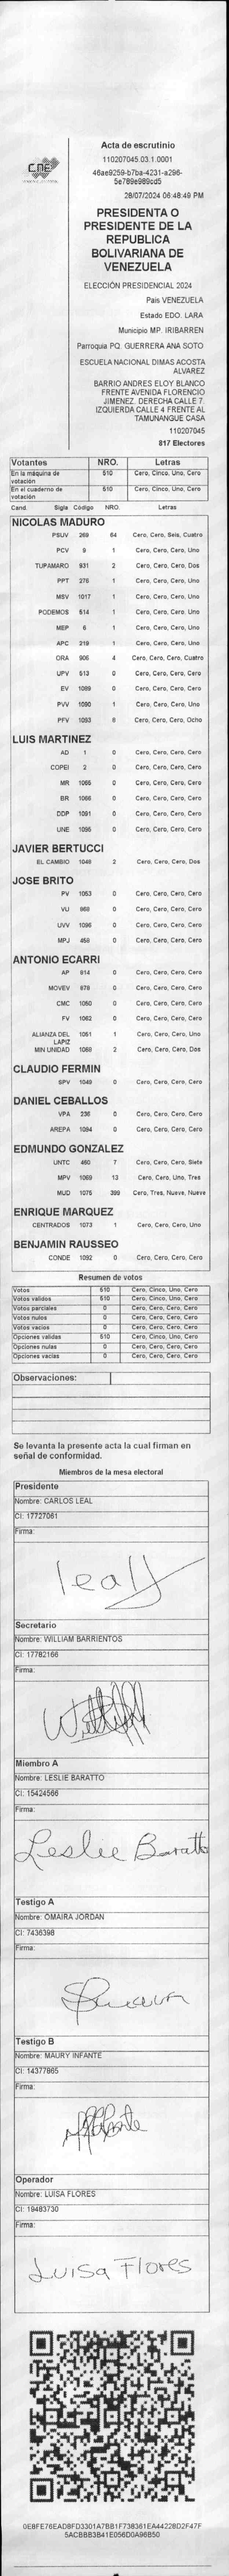 CNE
Acta de escrutinio
110207045.03.1.0001
46ae9259-b7ba-4231-a296-
5e789e989cd5
28/07/2024 06:48:49 PM
PRESIDENTA O
PRESIDENTE DE LA
REPUBLICA
BOLIVARIANA DE
VENEZUELA
ELECCIÓN PRESIDENCIAL 2024
País VENEZUELA
Estado EDO. LARA
Municipio MP. IRIBARREN
Parroquia PQ. GUERRERA ANA SOTO
ESCUELA NACIONAL DIMAS ACOSTA
ALVAREZ
BARRIO ANDRES ELOY BLANCO
FRENTE AVENIDA FLORENCIO
JIMENEZ. DERECHA CALLE 7.
IZQUIERDA CALLE 4 FRENTE AL
TAMUNANGUE CASA
110207045
817 Electores
Votantes NRO. Letras
En la máquina de votación 510 Cero, Cinco, Uno, Cero
En el cuaderno de votación 510 Cero, Cinco, Uno, Cero
Cand. Sigla Código NRO. Letras
NICOLAS MADURO
PSUV 269 64 Cero, Cero, Seis, Cuatro
PCV 9 1 Cero, Cero, Cero, Uno
TUPAMARO 931 2 Cero, Cero, Cero, Dos
PPT 276 1 Cero, Cero, Cero, Uno
MSV 1017 1 Cero, Cero, Cero, Uno
PODEMOS 514 1 Cero, Cero, Cero, Uno
MEP 6 1 Cero, Cero, Cero, Uno
APC 219 1 Cero, Cero, Cero, Uno
ORA 905 4 Cero, Cero, Cero, Cuatro
UPV 513 0 Cero, Cero, Cero, Cero
EV 1089 0 Cero, Cero, Cero, Cero
PVV 1090 1 Cero, Cero, Cero, Uno
PFV 1093 8 Cero, Cero, Cero, Ocho
LUIS MARTINEZ
AD 1 0 Cero, Cero, Cero, Cero
COPEI 2 0 Cero, Cero, Cero, Cero
MR 1065 0 Cero, Cero, Cero, Cero
BR 1066 0 Cero, Cero, Cero, Cero
DDP 1091 0 Cero, Cero, Cero, Cero
UNE 1095 0 Cero, Cero, Cero, Cero
JAVIER BERTUCCI
EL CAMBIO 1046 2 Cero, Cero, Cero, Dos
JOSE BRITO
PV 1053 0 Cero, Cero, Cero, Cero
VU 868 0 Cero, Cero, Cero, Cero
UVV 1096 0 Cero, Cero, Cero, Cero
MPJ 458 0 Cero, Cero, Cero, Cero
ANTONIO ECARRI
AP 814 0 Cero, Cero, Cero, Cero
MOVEV 678 0 Cero, Cero, Cero, Cero
CMC 1050 0 Cero, Cero, Cero, Cero
FV 1062 0 Cero, Cero, Cero, Cero
ALIANZA DEL LAPIZ 1051 1 Cero, Cero, Cero, Uno
MIN UNIDAD 1068 2 Cero, Cero, Cero, Dos
CLAUDIO FERMIN
SPV 1049 0 Cero, Cero, Cero, Cero
DANIEL CEBALLOS
VPA 236 0 Cero, Cero, Cero, Cero
AREPA 1094 0 Cero, Cero, Cero, Cero
EDMUNDO GONZALEZ
UNTC 460 7 Cero, Cero, Cero, Siete
MPV 1069 13 Cero, Cero, Uno, Tres
MUD 1075 399 Cero, Tres, Nueve, Nueve
ENRIQUE MARQUEZ
CENTRADOS 1073 1 Cero, Cero, Cero, Uno
BENJAMIN RAUSSEO
CONDE 1092 0 Cero, Cero, Cero, Cero
Resumen de votos
Votos 510 Cero, Cinco, Uno, Cero
Votos validos 510 Cero, Cinco, Uno, Cero
Votos parciales 0 Cero, Cero, Cero, Cero
Votos nulos 0 Cero, Cero, Cero, Cero
Votos vacios 0 Cero, Cero, Cero, Cero
Opciones validas 510 Cero, Cinco, Uno, Cero
Opciones nulas 0 Cero, Cero, Cero, Cero
Opciones vacias 0 Cero, Cero, Cero, Cero
Observaciones:
Se levanta la presente acta la cual firman en
señal de conformidad.
Miembros de la mesa electoral
Presidente
Nombre: CARLOS LEAL
CI: 17727061
Firma:
leal
Secretario
Nombre: WILLIAM BARRIENTOS
CI: 17782166
Firma:
Miembro A
Nombre: LESLIE BARATTO
CI: 15424566
Firma:
Leslie Baratto
Testigo A
Nombre: OMAIRA JORDAN
CI: 7436398
Firma:
Testigo B
Nombre: MAURY INFANTE
CI: 14377865
Firma:
Operador
Nombre: LUISA FLORES
CI: 19483730
Firma:
Luisa Flores
0E8FE76EAD8FD3301A7BB1F738361EA44228D2F47F
5ACBBB3B41E056D0A96B50